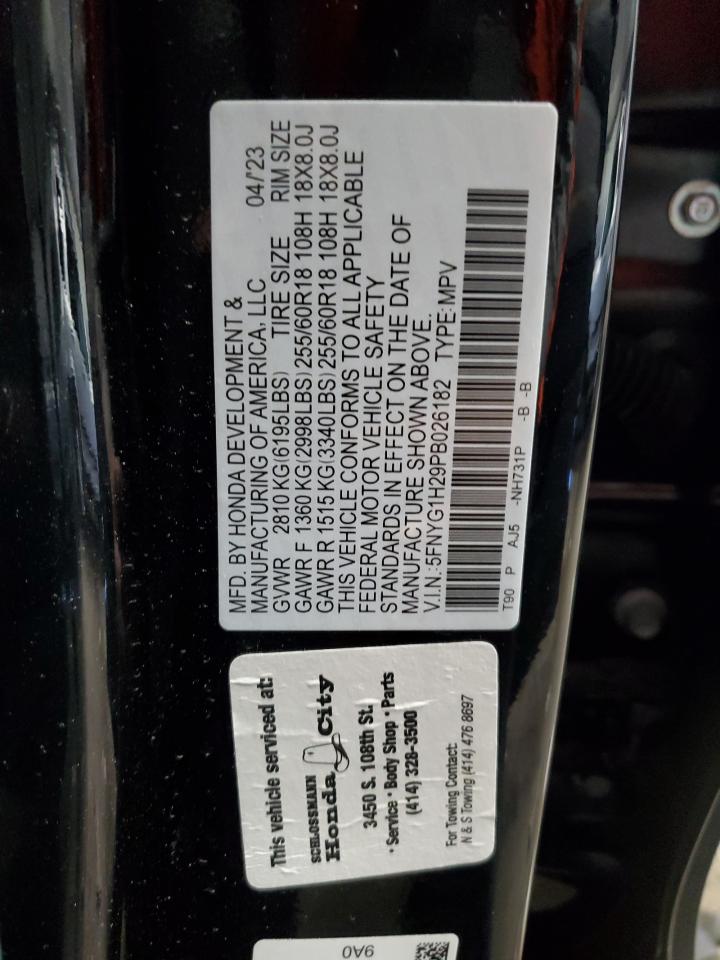 MFD. BY HONDA DEVELOPMENT &
MANUFACTURING OF AMERICA, LLC 04/'23
GVWR 2810 KG(6195LBS) TIRE SIZE RIM SIZE
GAWR F 1360 KG(2998LBS) 255/60R18 108H 18X8.0J
GAWR R 1515 KG(3340LBS) 255/60R18 108H 18X8.0J
THIS VEHICLE CONFORMS TO ALL APPLICABLE
FEDERAL MOTOR VEHICLE SAFETY
STANDARDS IN EFFECT ON THE DATE OF
MANUFACTURE SHOWN ABOVE.
V.I.N.:5FNYG1H29PB026182 TYPE:MPV
T90 P AJ5 -NH731P -B -B
This vehicle serviced at:
SCHLOSSMANN
Honda City
3450 S. 108th St.
• Service • Body Shop • Parts
(414) 328-3500
For Towing Contact:
N & S Towing (414) 476 8697
9A0